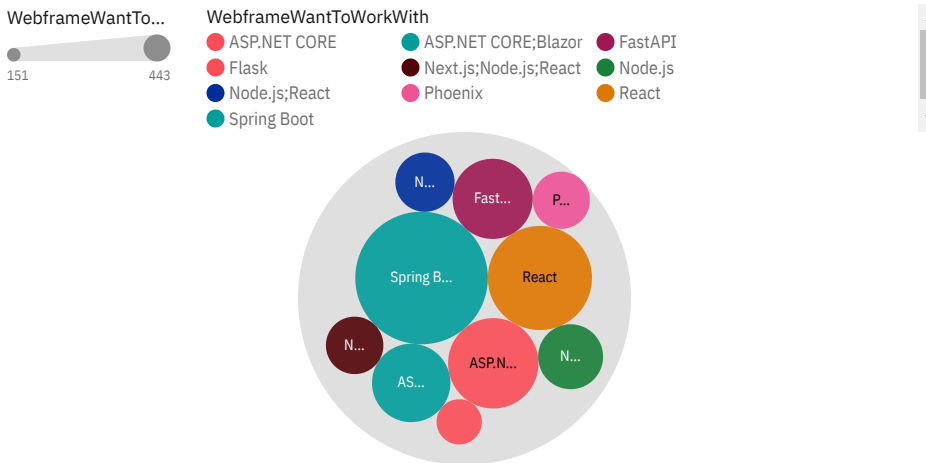 WebframeWantTo...
151
443
WebframeWantToWorkWith
ASP.NET CORE
ASP.NET CORE;Blazor
FastAPI
Flask
Next.js;Node.js;React
Node.js
Node.js;React
Phoenix
React
Spring Boot
N...
Fast...
P...
Spring B...
React
N...
ASP.N...
N...
AS...